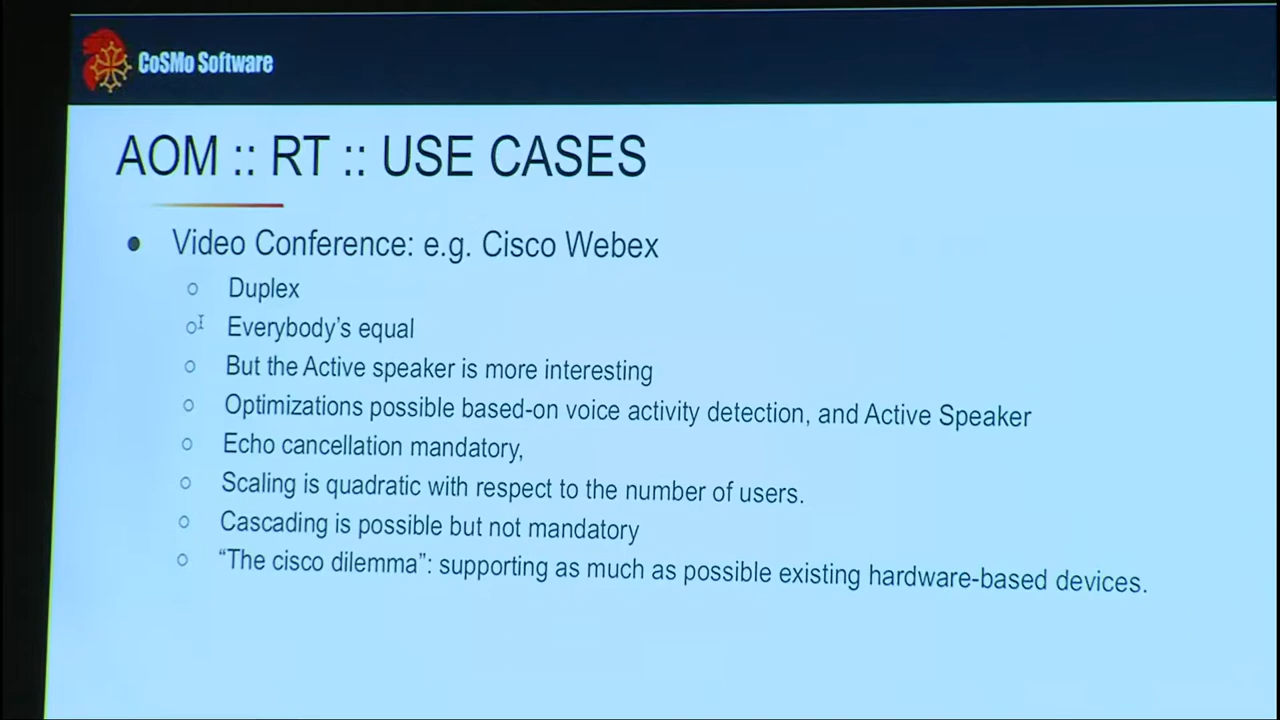 CoSMo Software
AOM :: RT :: USE CASES
● Video Conference: e.g. Cisco Webex
○ Duplex
○ Everybody's equal
○ But the Active speaker is more interesting
○ Optimizations possible based-on voice activity detection, and Active Speaker
○ Echo cancellation mandatory,
○ Scaling is quadratic with respect to the number of users.
○ Cascading is possible but not mandatory
○ “The cisco dilemma”: supporting as much as possible existing hardware-based devices.